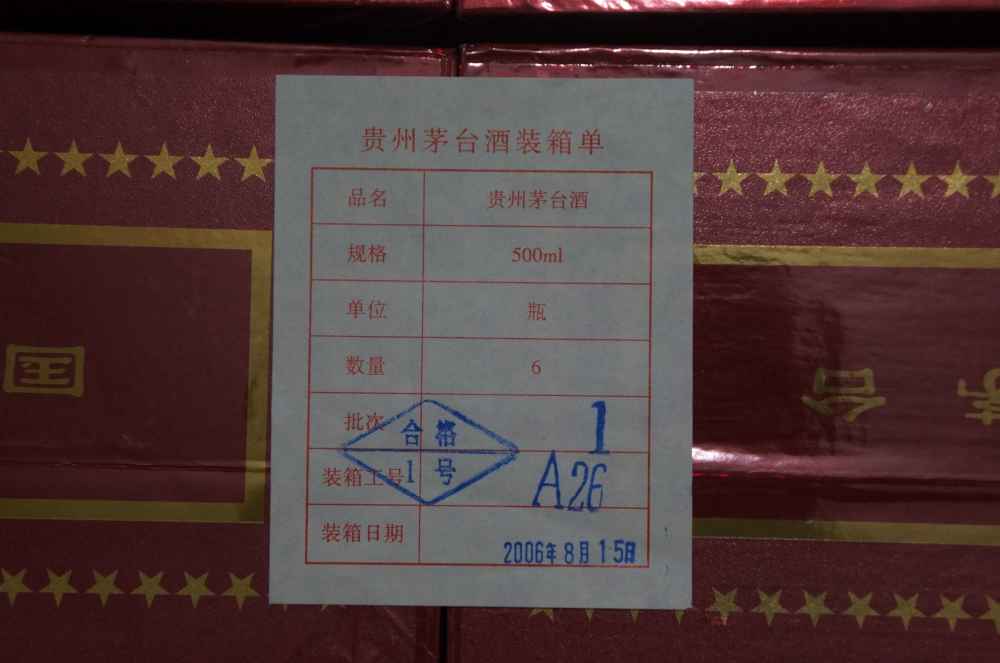 贵州茅台酒装箱单
品名 贵州茅台酒
规格 500ml
单位 瓶
数量 6
批次 1
合格
装箱工号 A26
1号
装箱日期 2006年8月15日
国
台